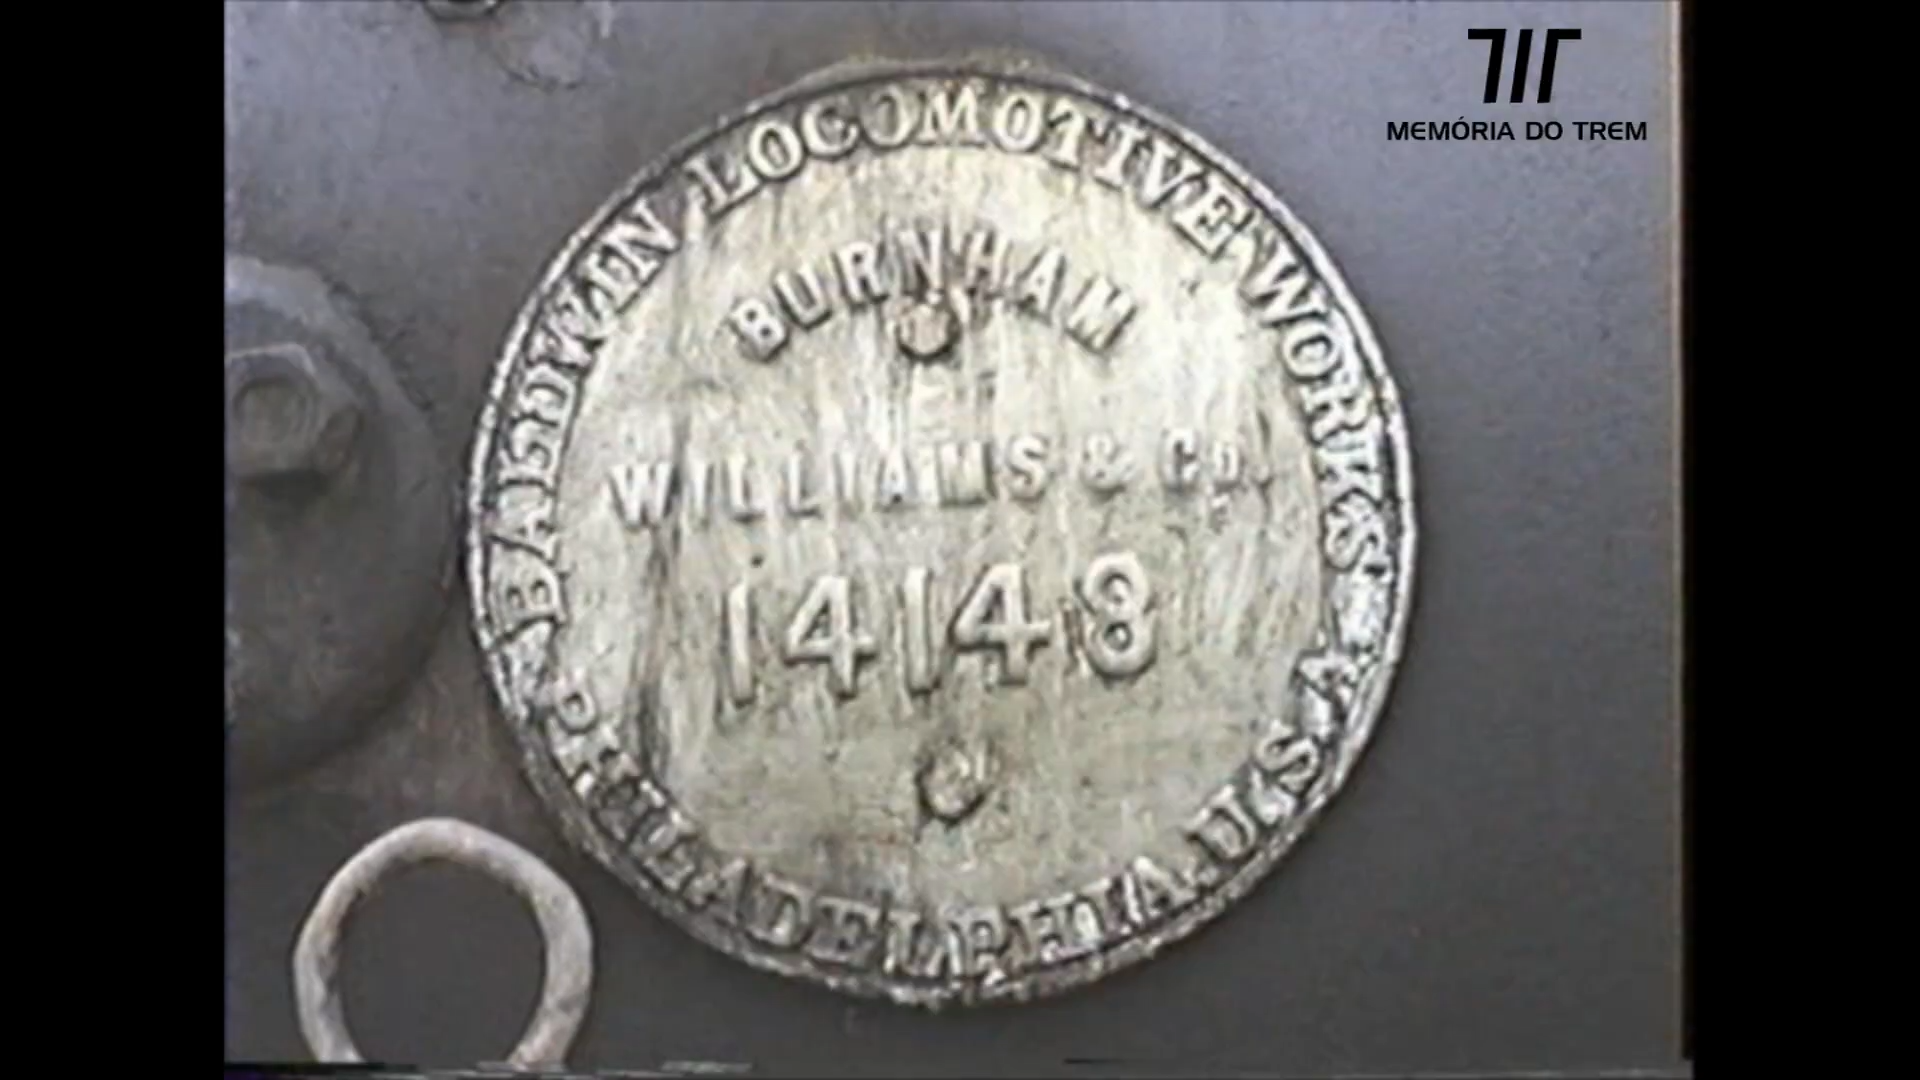 MEMÓRIA DO TREM
BALDWIN LOCOMOTIVE WORKS
BURNHAM
WILLIAMS & Co.
14148
PHILADELPHIA. U.S.A.